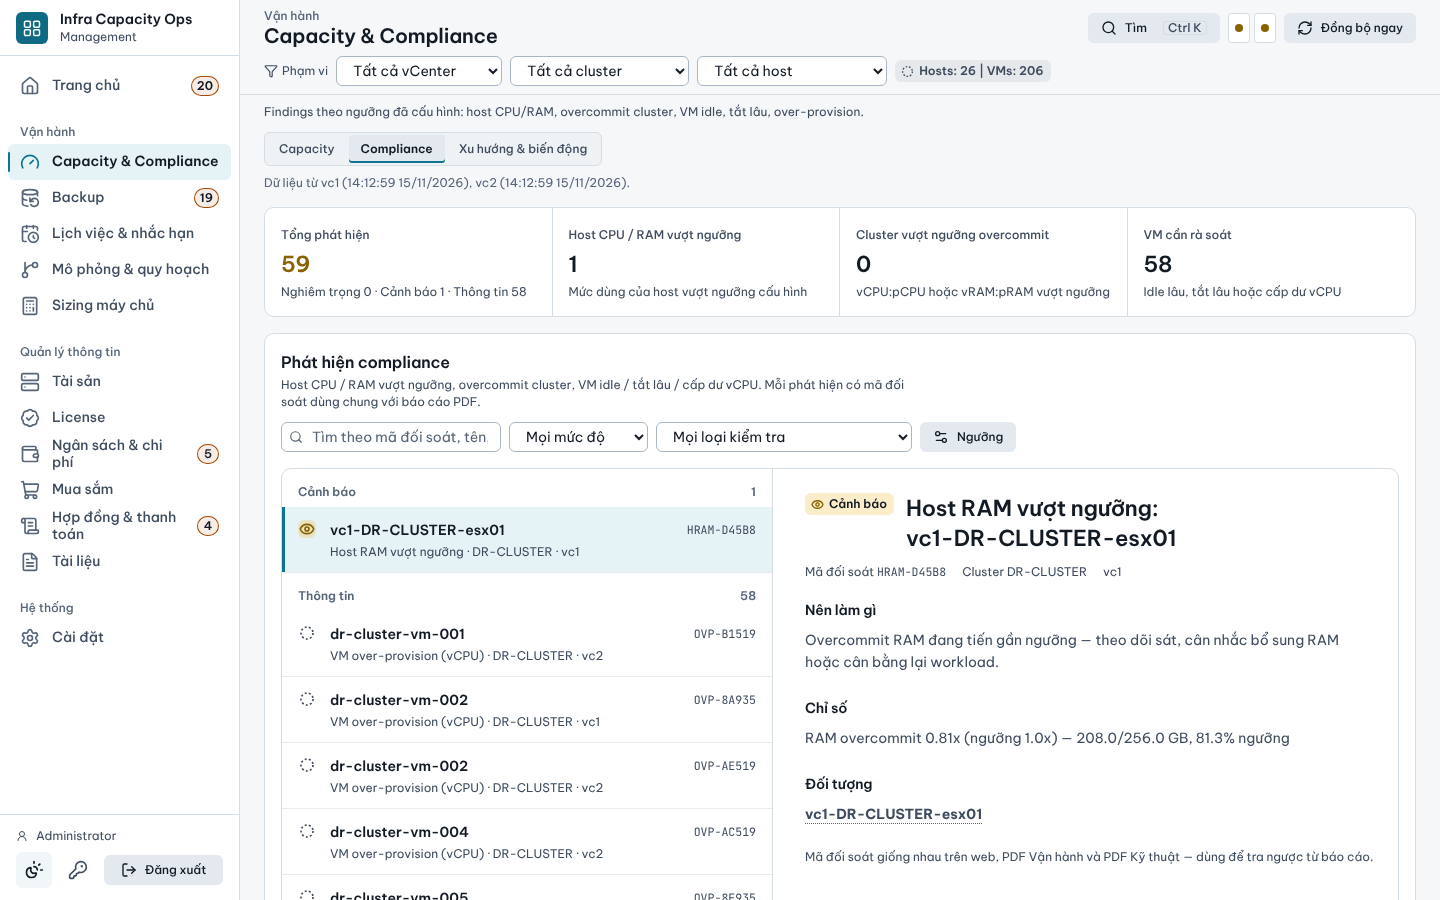 Infra Capacity Ops
Management
Trang chủ 20
Vận hành
Capacity & Compliance
Backup 19
Lịch việc & nhắc hạn
Mô phỏng & quy hoạch
Sizing máy chủ
Quản lý thông tin
Tài sản
License
Ngân sách & chi phí 5
Mua sắm
Hợp đồng & thanh toán 4
Tài liệu
Hệ thống
Cài đặt
Administrator
Đăng xuất
Vận hành
Capacity & Compliance
Tìm Ctrl K
Đồng bộ ngay
Phạm vi Tất cả vCenter Tất cả cluster Tất cả host Hosts: 26 | VMs: 206
Findings theo ngưỡng đã cấu hình: host CPU/RAM, overcommit cluster, VM idle, tắt lâu, over-provision.
Capacity Compliance Xu hướng & biến động
Dữ liệu từ vc1 (14:12:59 15/11/2026), vc2 (14:12:59 15/11/2026).
Tổng phát hiện
59
Nghiêm trọng 0 · Cảnh báo 1 · Thông tin 58
Host CPU / RAM vượt ngưỡng
1
Mức dùng của host vượt ngưỡng cấu hình
Cluster vượt ngưỡng overcommit
0
vCPU:pCPU hoặc vRAM:pRAM vượt ngưỡng
VM cần rà soát
58
Idle lâu, tắt lâu hoặc cấp dư vCPU
Phát hiện compliance
Host CPU / RAM vượt ngưỡng, overcommit cluster, VM idle / tắt lâu / cấp dư vCPU. Mỗi phát hiện có mã đối
soát dùng chung với báo cáo PDF.
Tìm theo mã đối soát, tên, Mọi mức độ Mọi loại kiểm tra Ngưỡng
Cảnh báo 1
vc1-DR-CLUSTER-esx01 HRAM-D45B8
Host RAM vượt ngưỡng · DR-CLUSTER · vc1
Thông tin 58
dr-cluster-vm-001 OVP-B1519
VM over-provision (vCPU) · DR-CLUSTER · vc2
dr-cluster-vm-002 OVP-8A935
VM over-provision (vCPU) · DR-CLUSTER · vc1
dr-cluster-vm-002 OVP-AE519
VM over-provision (vCPU) · DR-CLUSTER · vc2
dr-cluster-vm-004 OVP-AC519
VM over-provision (vCPU) · DR-CLUSTER · vc2
dr-cluster-vm-005 OVP-8F935
Cảnh báo
Host RAM vượt ngưỡng:
vc1-DR-CLUSTER-esx01
Mã đối soát HRAM-D45B8 Cluster DR-CLUSTER vc1
Nên làm gì
Overcommit RAM đang tiến gần ngưỡng — theo dõi sát, cân nhắc bổ sung RAM
hoặc cân bằng lại workload.
Chỉ số
RAM overcommit 0.81x (ngưỡng 1.0x) — 208.0/256.0 GB, 81.3% ngưỡng
Đối tượng
vc1-DR-CLUSTER-esx01
Mã đối soát giống nhau trên web, PDF Vận hành và PDF Kỹ thuật — dùng để tra ngược từ báo cáo.